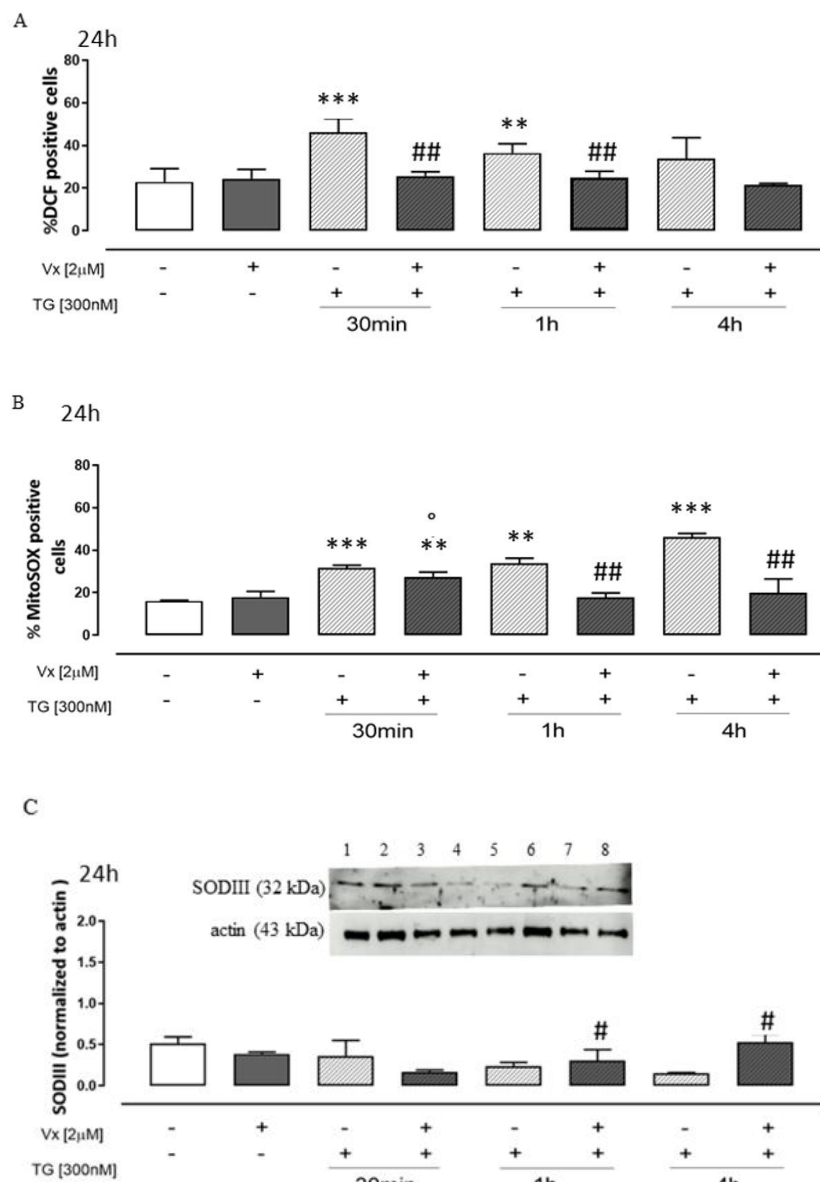 A
24h
%DCF positive cells
80
60
40
20
0
*** ## ** ##
Vx [2μM] - + - + - + - +
TG [300nM] - - + + + + + +
30min 1h 4h
B
24h
% MitoSOX positive
cells
80
60
40
20
0
*** ° ** ** ## *** ##
Vx [2μM] - + - + - + - +
TG [300nM] - - + + + + + +
30min 1h 4h
C
24h
1 2 3 4 5 6 7 8
SODIII (32 kDa)
actin (43 kDa)
SODIII (normalized to actin )
2.0
1.5
1.0
0.5
0.0
# #
Vx [2μM] - + - + - + - +
TG [300nM] - - + + + + + +
30min 1h 4h